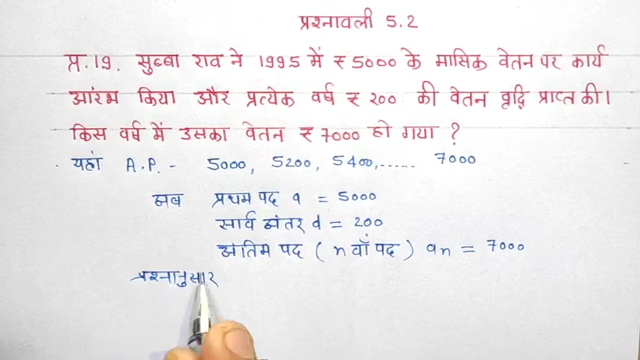 प्रश्नावली 5.2
प्र.19. सुब्बा राव ने 1995 में ₹ 5000 के मासिक वेतन पर कार्य
आरंभ किया और प्रत्येक वर्ष ₹ 200 की वेतन वृद्धि प्राप्त की।
किस वर्ष में उसका वेतन ₹ 7000 हो गया ?
यहां A.P. - 5000, 5200, 5400, ...... 7000
अब प्रथम पद a = 5000
सार्व अंतर d = 200
अंतिम पद ( n वाँ पद ) an = 7000
प्रश्नानुसार